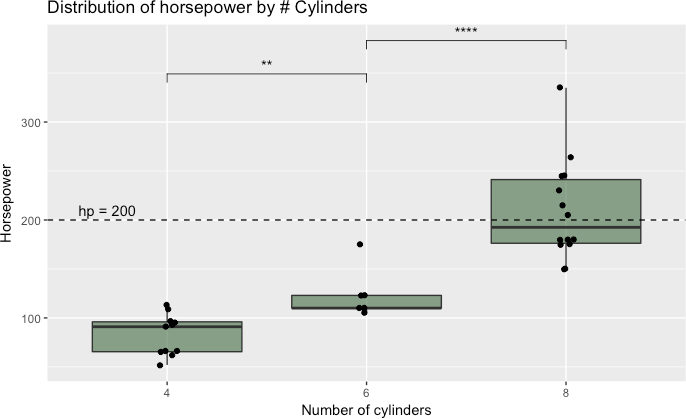 Distribution of horsepower by # Cylinders
****
**
300
hp = 200
200
100
Horsepower
4 6 8
Number of cylinders